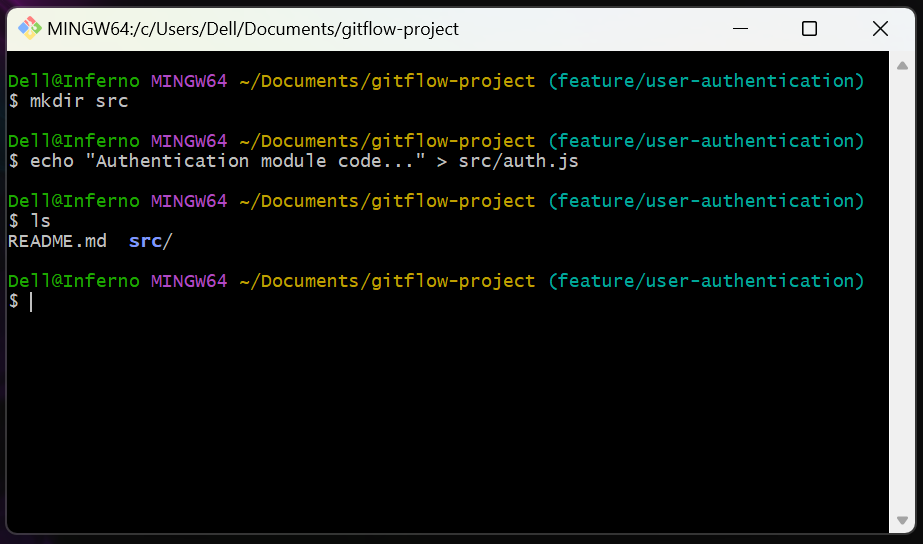 MINGW64:/c/Users/Dell/Documents/gitflow-project
Dell@Inferno MINGW64 ~/Documents/gitflow-project (feature/user-authentication)
$ mkdir src
Dell@Inferno MINGW64 ~/Documents/gitflow-project (feature/user-authentication)
$ echo "Authentication module code..." > src/auth.js
Dell@Inferno MINGW64 ~/Documents/gitflow-project (feature/user-authentication)
$ ls
README.md  src/
Dell@Inferno MINGW64 ~/Documents/gitflow-project (feature/user-authentication)
$